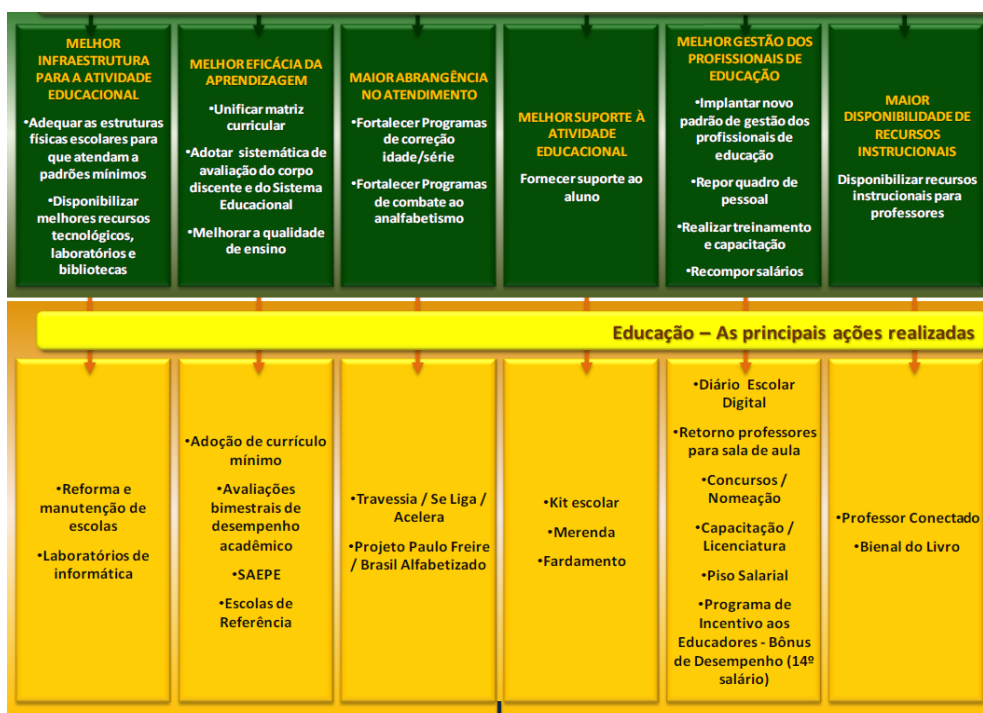 MELHOR
INFRAESTRUTURA
PARA A ATIVIDADE
EDUCACIONAL
•Adequar as estruturas
físicas escolares para
que atendam a
padrões mínimos
•Disponibilizar
melhores recursos
tecnológicos,
laboratórios e
bibliotecas
MELHOR EFICÁCIA DA
APRENDIZAGEM
•Unificar matriz
curricular
•Adotar sistemática de
avaliação do corpo
discente e do Sistema
Educacional
•Melhorar a qualidade
de ensino
MAIOR ABRANGÊNCIA
NO ATENDIMENTO
•Fortalecer Programas
de correção
idade/série
•Fortalecer Programas
de combate ao
analfabetismo
MELHOR SUPORTE À
ATIVIDADE
EDUCACIONAL
Fornecer suporte ao
aluno
MELHOR GESTÃO DOS
PROFISSIONAIS DE
EDUCAÇÃO
•Implantar novo
padrão de gestão dos
profissionais de
educação
•Repor quadro de
pessoal
•Realizar treinamento
e capacitação
•Recompor salários
MAIOR
DISPONIBILIDADE DE
RECURSOS
INSTRUCIONAIS
Disponibilizar recursos
instrucionais para
professores
Educação – As principais ações realizadas
•Reforma e
manutenção de
escolas
•Laboratórios de
informática
•Adoção de currículo
mínimo
•Avaliações
bimestrais de
desempenho
acadêmico
•SAEPE
•Escolas de
Referência
•Travessia / Se Liga /
Acelera
•Projeto Paulo Freire
/ Brasil Alfabetizado
•Kit escolar
•Merenda
•Fardamento
•Diário Escolar
Digital
•Retorno professores
para sala de aula
•Concursos /
Nomeação
•Capacitação /
Licenciatura
•Piso Salarial
•Programa de
Incentivo aos
Educadores - Bônus
de Desempenho (14º
salário)
•Professor Conectado
•Bienal do Livro